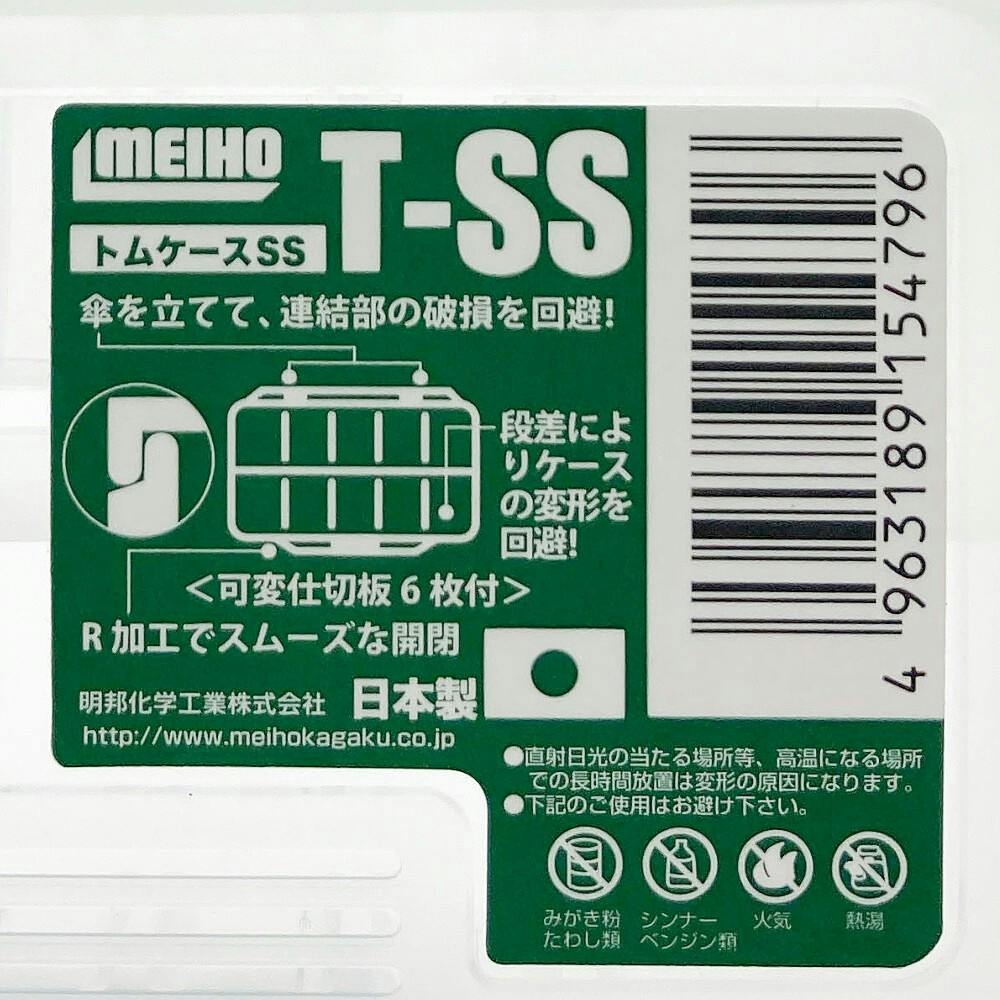 MEIHO
T-SS
トムケースSS
傘を立てて、連結部の破損を回避!
段差によ
りケース
の変形を
回避!
<可変仕切板6枚付>
R加工でスムーズな開閉
明邦化学工業株式会社
日本製
http://www.meihokagaku.co.jp
4 963189 154796
●直射日光の当たる場所等、高温になる場所
での長時間放置は変形の原因になります。
●下記のご使用はお避け下さい。
みがき粉
たわし類
シンナー
ベンジン類
火気
熱湯